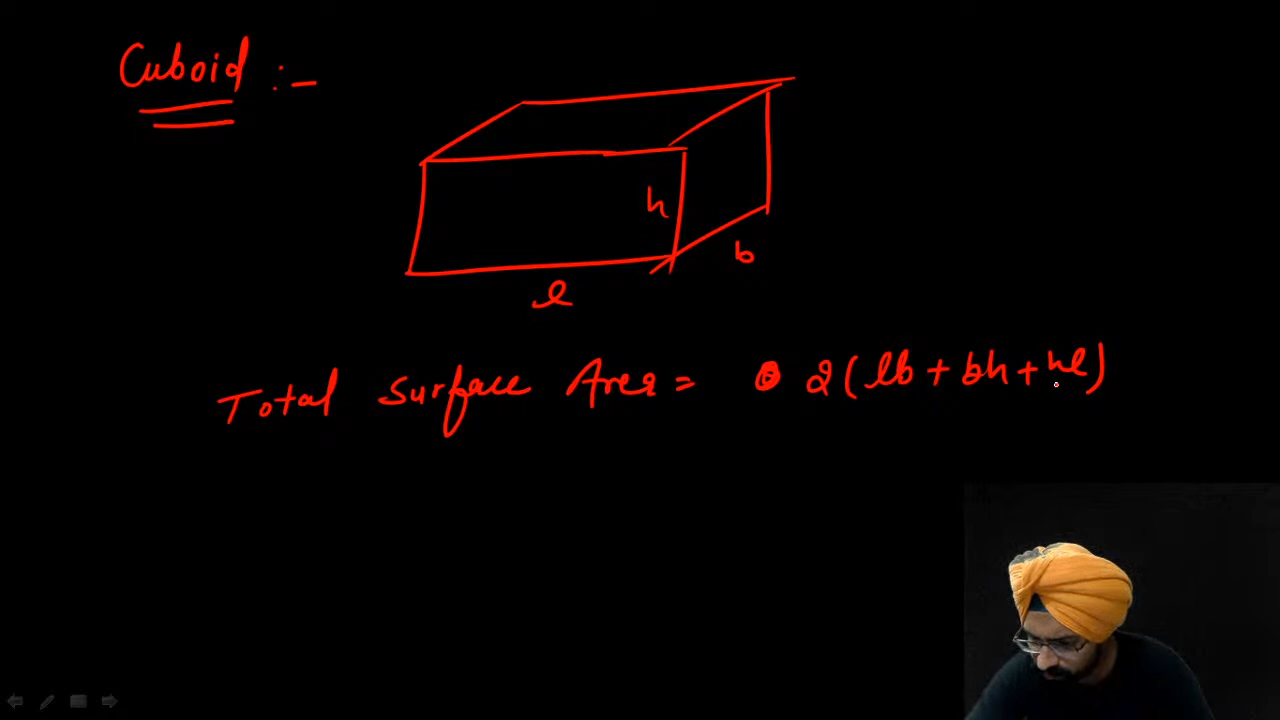 Cuboid :-
h
b
l
Total Surface Area = 2(lb + bh + hl)